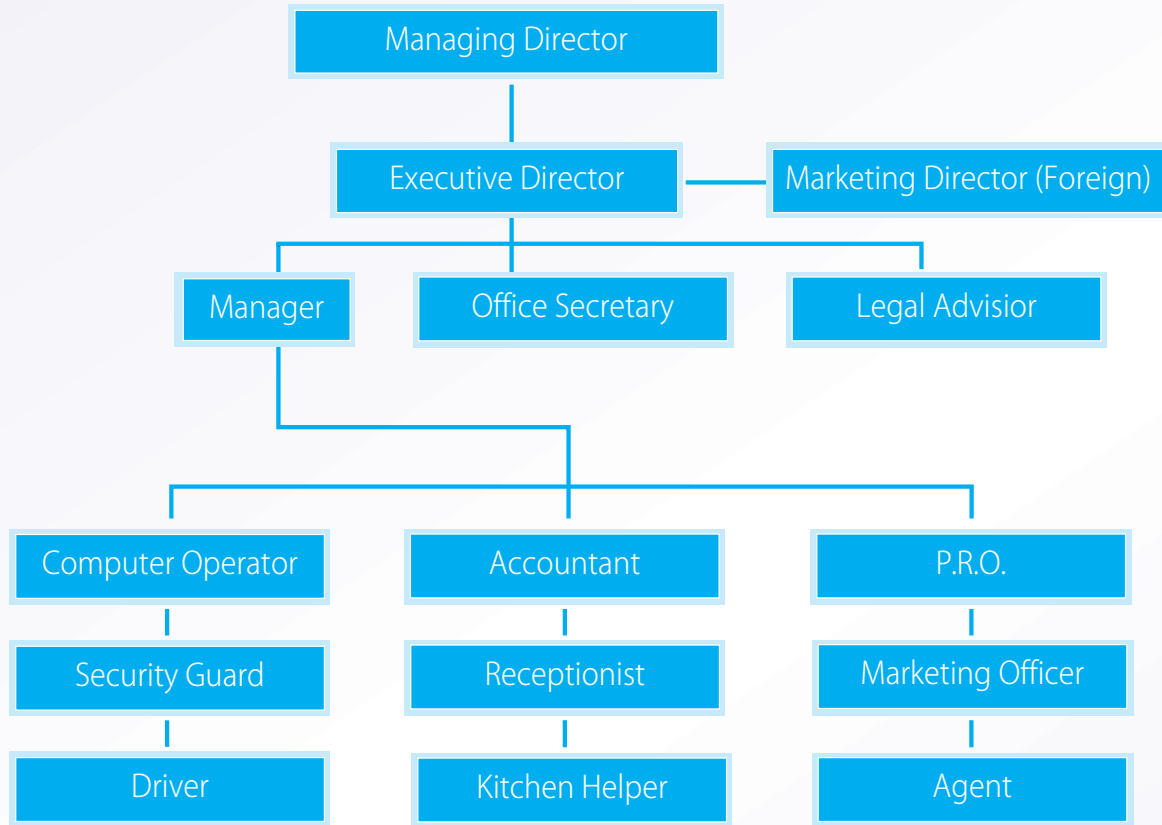 Managing Director
Executive Director
Marketing Director (Foreign)
Manager
Office Secretary
Legal Advisior
Computer Operator
Accountant
P.R.O.
Security Guard
Receptionist
Marketing Officer
Driver
Kitchen Helper
Agent